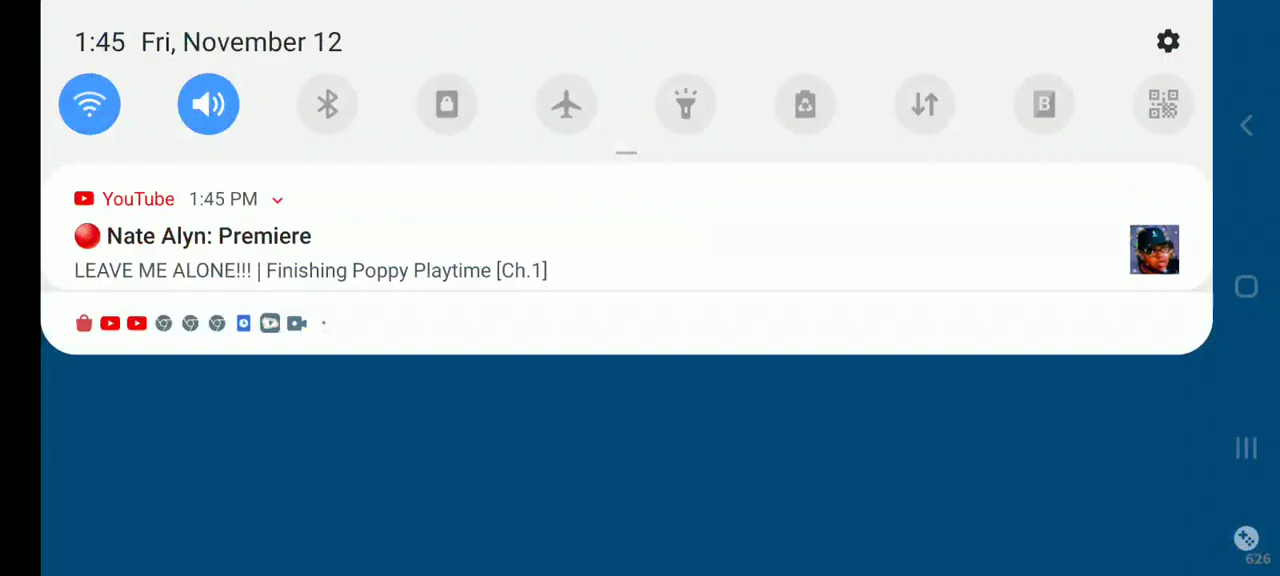 1:45 Fri, November 12
B
YouTube 1:45 PM
Nate Alyn: Premiere
LEAVE ME ALONE!!! | Finishing Poppy Playtime [Ch.1]
626